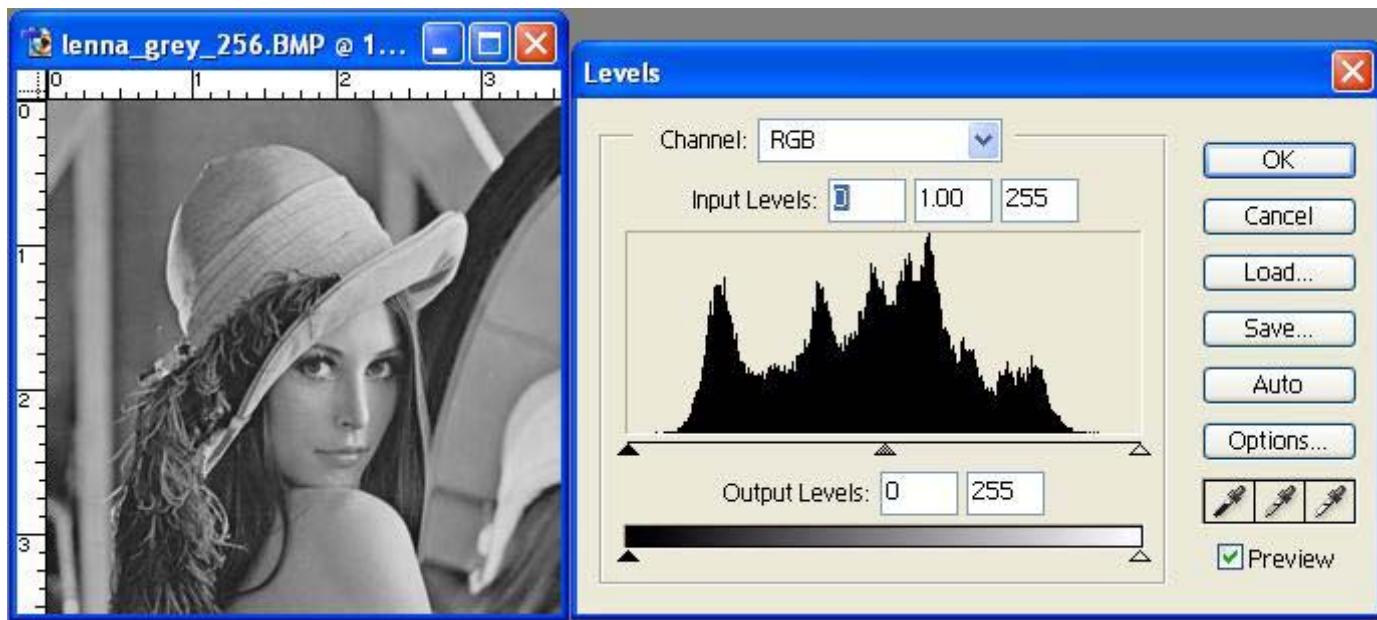 lenna_grey_256.BMP @ 1...
0 1 2 3
0
1
2
3
Levels
Channel: RGB
Input Levels: 0 1.00 255
Output Levels: 0 255
OK
Cancel
Load...
Save...
Auto
Options...
Preview